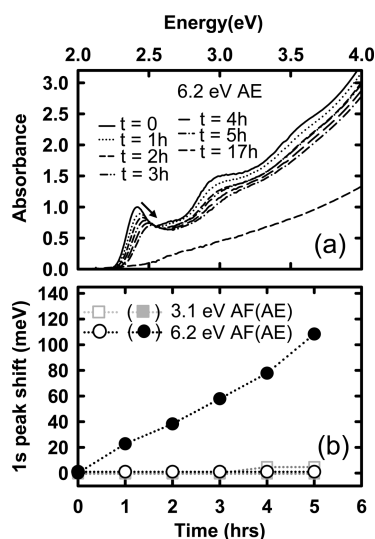 Energy(eV)
2.0 2.5 3.0 3.5 4.0
3.0
2.5
2.0
1.5
1.0
0.5
0.0
Absorbance
6.2 eV AE
t = 0 t = 4h
t = 1h t = 5h
t = 2h t = 17h
t = 3h
(a)
140
120
100
80
60
40
20
0
1s peak shift (meV)
( ) 3.1 eV AF(AE)
( ) 6.2 eV AF(AE)
(b)
0 1 2 3 4 5 6
Time (hrs)